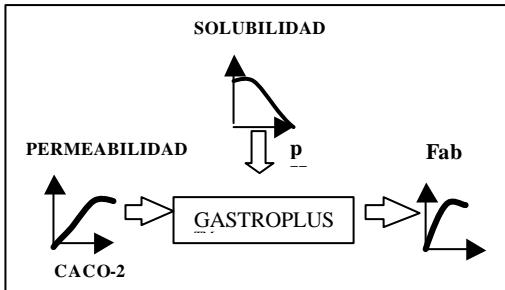 SOLUBILIDAD
p
PERMEABILIDAD
Fab
GASTROPLUS
CACO-2